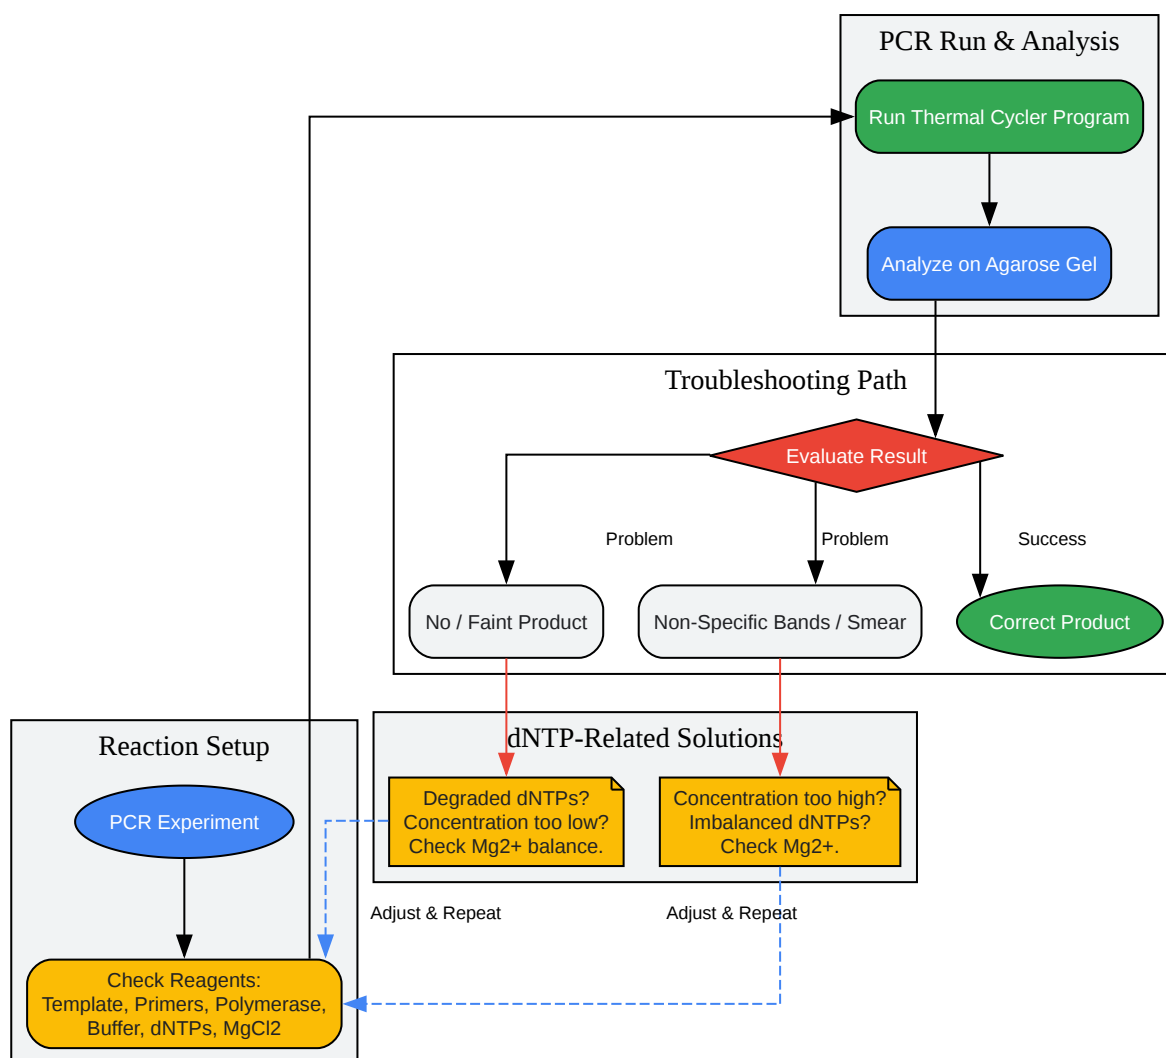 PCR Run & Analysis
Run Thermal Cycler Program
Analyze on Agarose Gel
Troubleshooting Path
Evaluate Result
Problem
Problem
Success
No / Faint Product
Non-Specific Bands / Smear
Correct Product
dNTP-Related Solutions
Degraded dNTPs?
Concentration too low?
Check Mg2+ balance.
Concentration too high?
Imbalanced dNTPs?
Check Mg2+.
Adjust & Repeat
Adjust & Repeat
Reaction Setup
PCR Experiment
Check Reagents:
Template, Primers, Polymerase,
Buffer, dNTPs, MgCl2